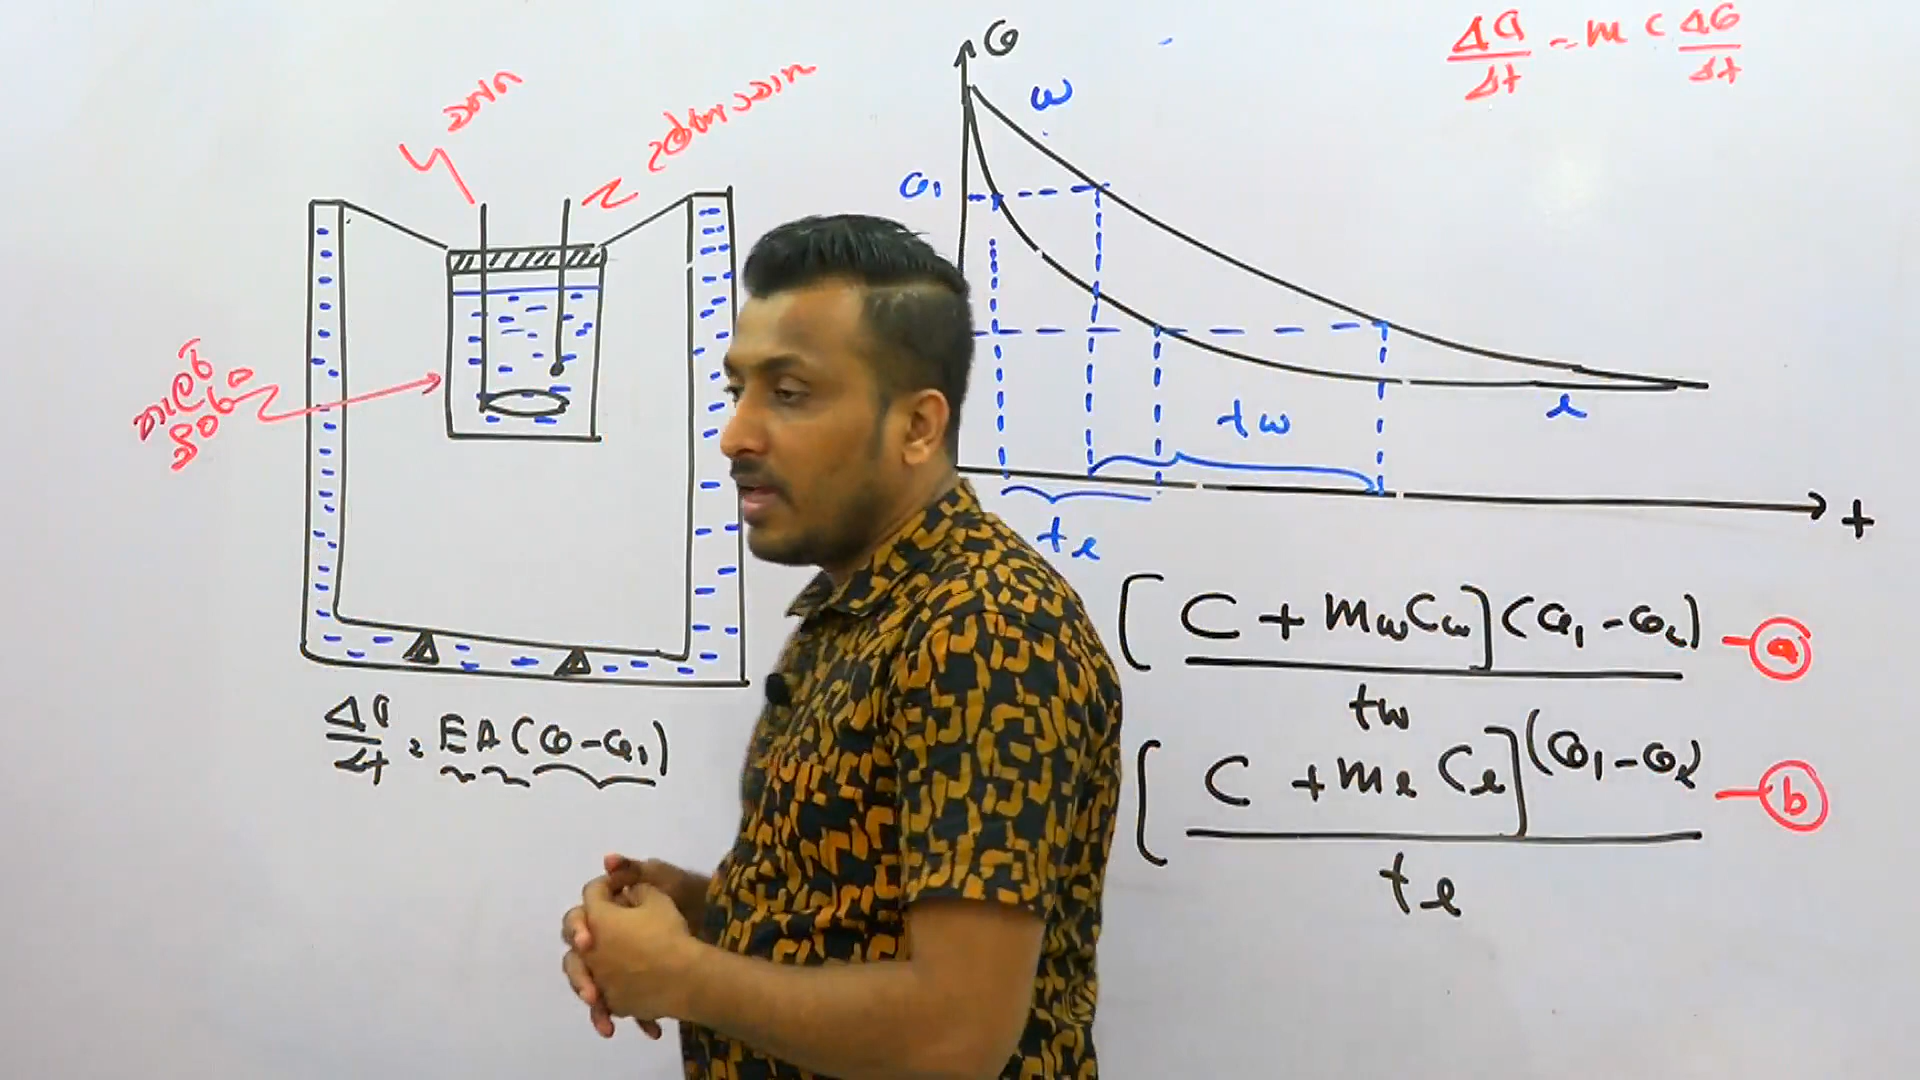 ΔQ/Δt = mc Δθ/Δt
θ
w
θ₁
tw
l
t
tl
[C + mwCw](θ₁ - θ₂)/tw - ⓐ
ΔQ/Δt = EA(θ - θ₁)
[C + mlCl](θ₁ - θ₂)/tl - ⓑ